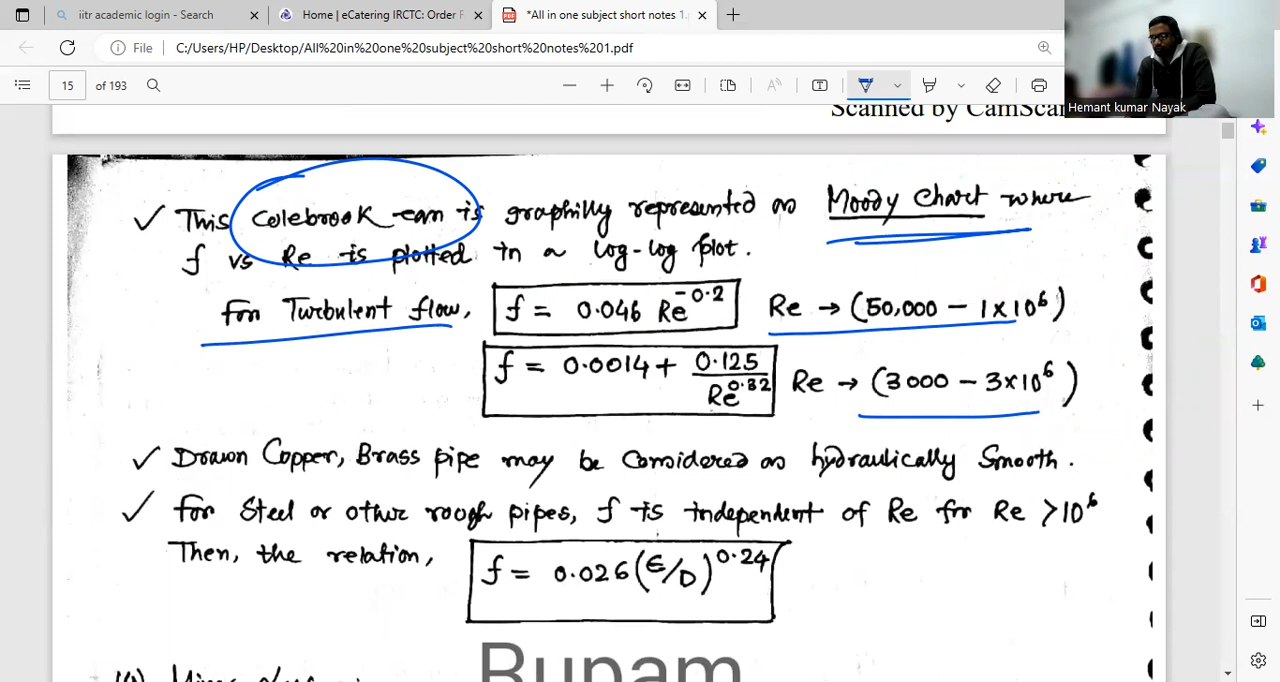 iitr academic login - Search
Home | eCatering IRCTC: Order F
*All in one subject short notes 1.p
File C:/Users/HP/Desktop/All%20in%20one%20subject%20short%20notes%201.pdf
15 of 193
Hemant kumar Nayak
Scanned by CamScan
✓ This Colebrook eqn is graphilly represented as Moody Chart where
f vs Re is plotted in a log-log plot.
For Turbulent flow, f = 0.046 Re^-0.2 Re → (50,000 - 1×10^6)
f = 0.0014 + 0.125/Re^0.32 Re → (3000 - 3×10^6)
✓ Drawn Copper, Brass pipe may be Considered as hydraulically Smooth.
✓ For Steel or other rough pipes, f is independent of Re for Re >10^6
Then, the relation, f = 0.026 (ε/D)^0.24
Rupam